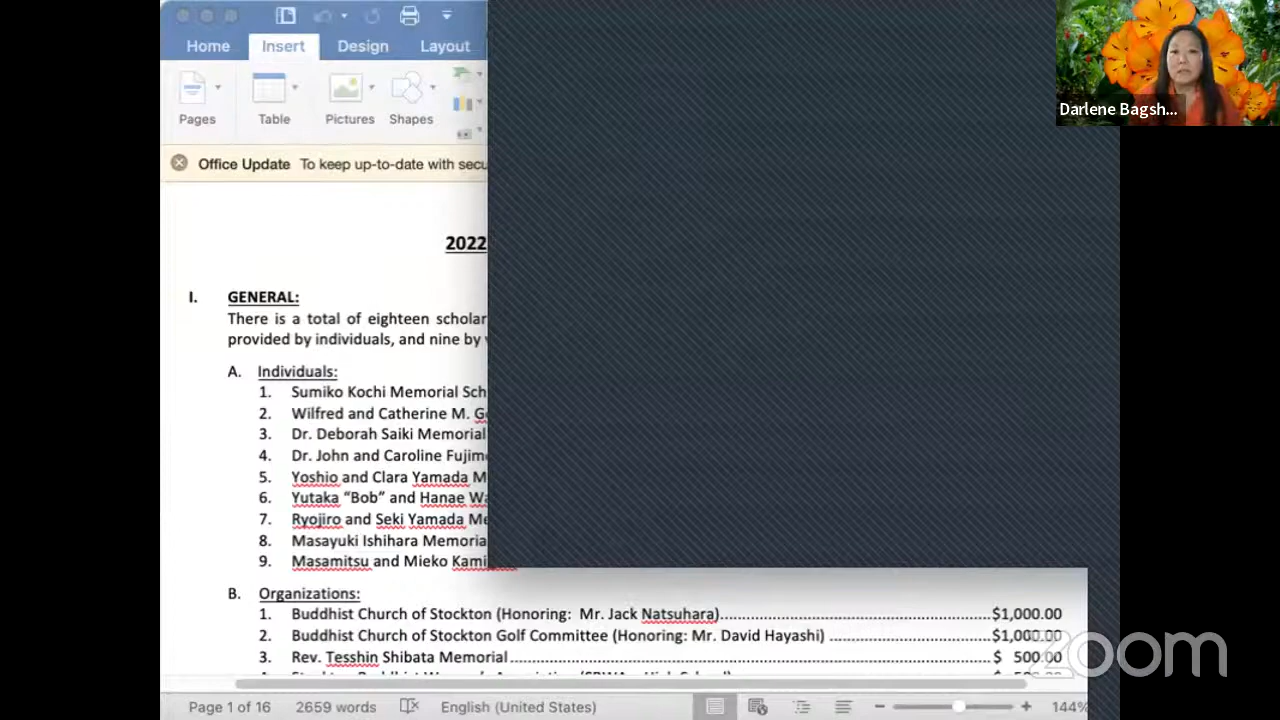 Home Insert Design Layout
Pages Table Pictures Shapes
Office Update To keep up-to-date with secu
Darlene Bagsh...
2022
I. GENERAL:
There is a total of eighteen scholar
provided by individuals, and nine by
A. Individuals:
1. Sumiko Kochi Memorial Sch
2. Wilfred and Catherine M. Ge
3. Dr. Deborah Saiki Memorial
4. Dr. John and Caroline Fujim
5. Yoshio and Clara Yamada M
6. Yutaka “Bob” and Hanae Wa
7. Ryojiro and Seki Yamada Me
8. Masayuki Ishihara Memoria
9. Masamitsu and Mieko Kami
B. Organizations:
1. Buddhist Church of Stockton (Honoring: Mr. Jack Natsuhara) $1,000.00
2. Buddhist Church of Stockton Golf Committee (Honoring: Mr. David Hayashi) $1,000.00
3. Rev. Tesshin Shibata Memorial $ 500.00
zoom
Page 1 of 16 2659 words English (United States) 144%